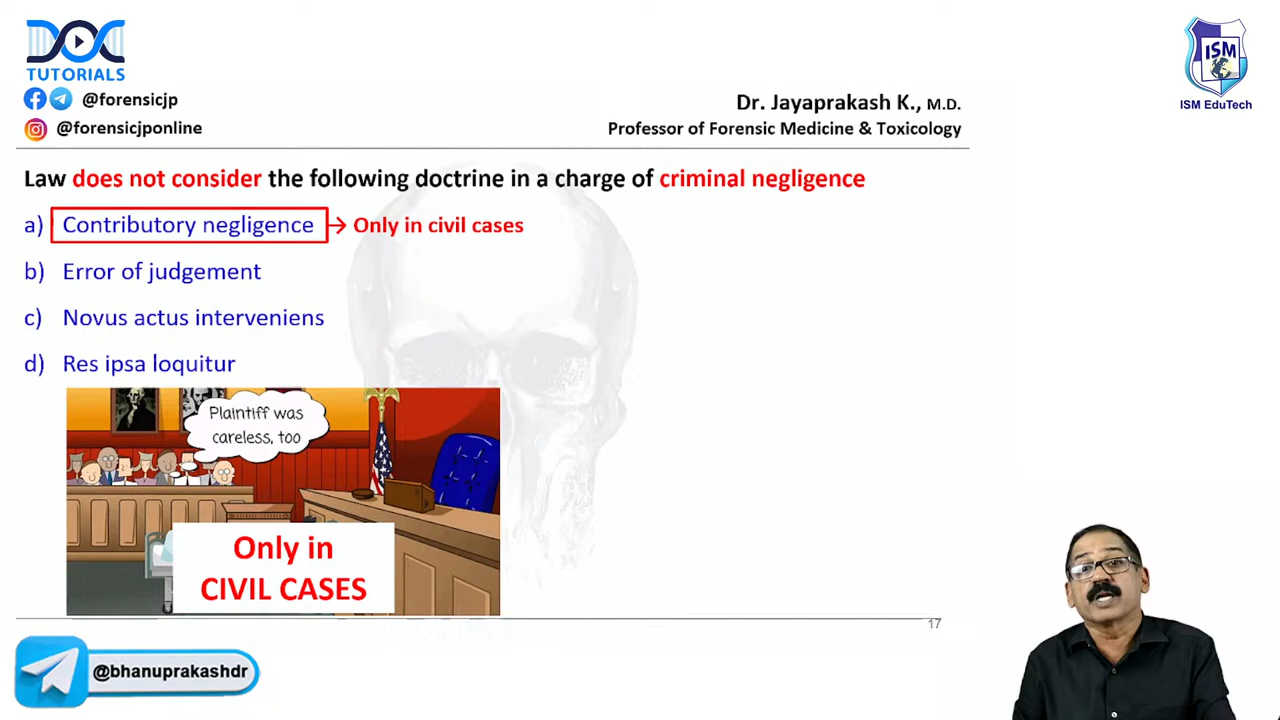 DOC
TUTORIALS
@forensicjp
@forensicjponline
ISM
ISM EduTech
Dr. Jayaprakash K., M.D.
Professor of Forensic Medicine & Toxicology
Law does not consider the following doctrine in a charge of criminal negligence
a) Contributory negligence → Only in civil cases
b) Error of judgement
c) Novus actus interveniens
d) Res ipsa loquitur
Plaintiff was
careless, too
Only in
CIVIL CASES
17
@bhanuprakashdr